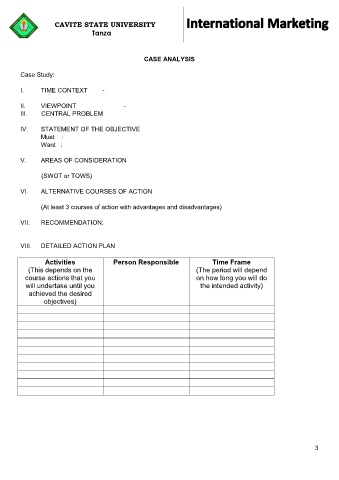 CAVITE STATE UNIVERSITY
Tanza
International Marketing
CASE ANALYSIS
Case Study:
I. TIME CONTEXT -
II. VIEWPOINT –
III. CENTRAL PROBLEM
IV. STATEMENT OF THE OBJECTIVE
Must :
Want :
V. AREAS OF CONSIDERATION
(SWOT or TOWS)
VI. ALTERNATIVE COURSES OF ACTION
(At least 3 courses of action with advantages and disadvantages)
VII. RECOMMENDATION:
VIII. DETAILED ACTION PLAN
Activities
(This depends on the
course actions that you
will undertake until you
achieved the desired
objectives)
Person Responsible
Time Frame
(The period will depend
on how long you will do
the intended activity)
3